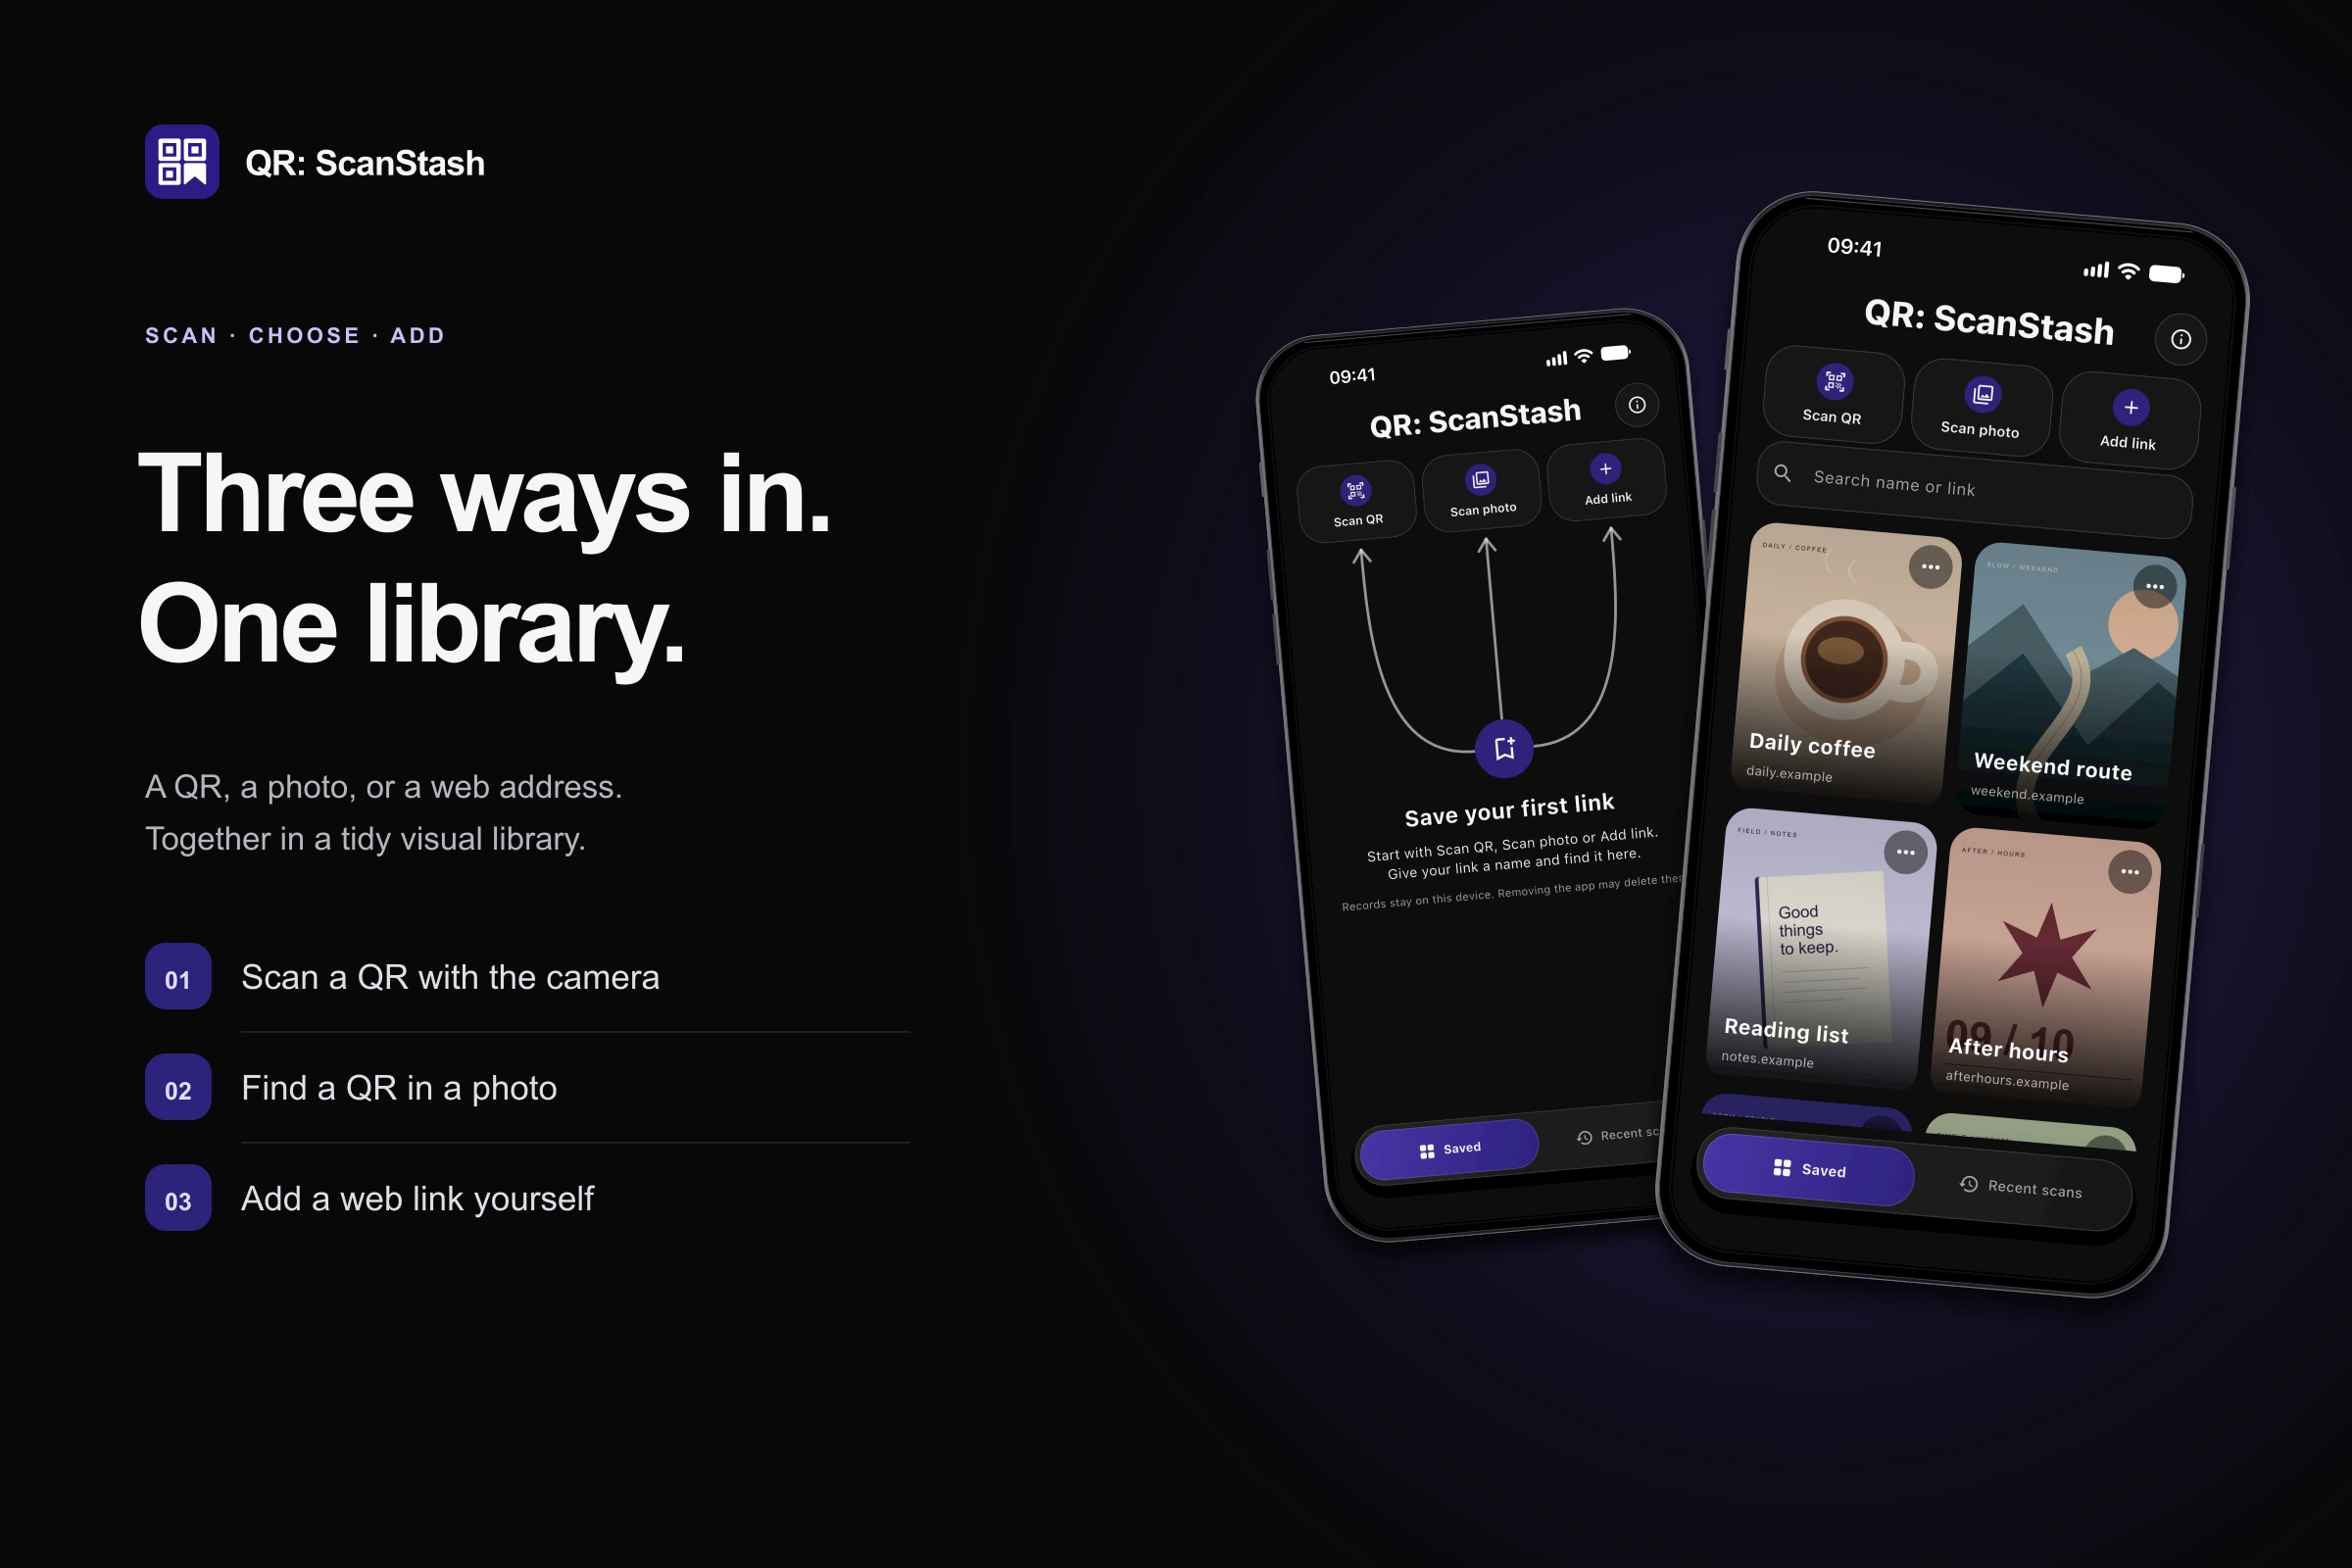 QR: ScanStash
SCAN · CHOOSE · ADD
Three ways in.
One library.
A QR, a photo, or a web address.
Together in a tidy visual library.
01 Scan a QR with the camera
02 Find a QR in a photo
03 Add a web link yourself
09:41
QR: ScanStash
Scan QR
Scan photo
Add link
Save your first link
Start with Scan QR, Scan photo or Add link.
Give your link a name and find it here.
Records stay on this device. Removing the app may delete
Saved
Recent
09:41
QR: ScanStash
Scan QR
Scan photo
Add link
Search name or link
DAILY / COFFEE
Daily coffee
daily.example
SLOW / WEEKEND
Weekend route
weekend.example
FIELD / NOTES
Good
things
to keep.
Reading list
notes.example
AFTER / HOURS
09 / 10
After hours
afterhours.example
Saved
Recent scans